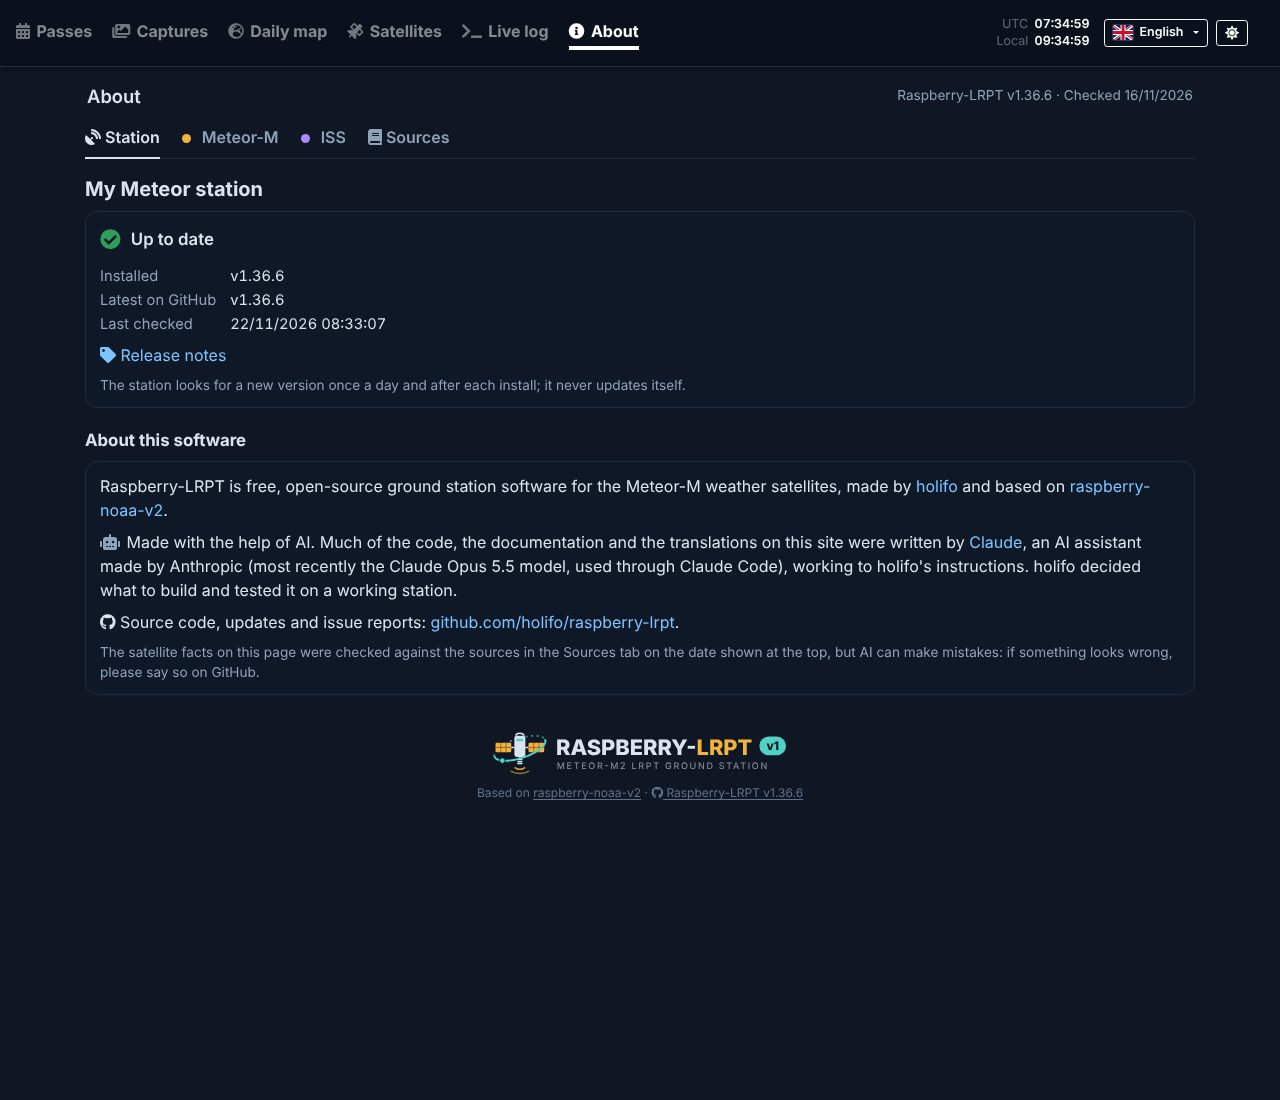 Passes Captures Daily map Satellites Live log About
UTC 07:34:59
Local 09:34:59
English
About
Raspberry-LRPT v1.36.6 · Checked 16/11/2026
Station Meteor-M ISS Sources
My Meteor station
Up to date
Installed v1.36.6
Latest on GitHub v1.36.6
Last checked 22/11/2026 08:33:07
Release notes
The station looks for a new version once a day and after each install; it never updates itself.
About this software
Raspberry-LRPT is free, open-source ground station software for the Meteor-M weather satellites, made by holifo and based on raspberry-
noaa-v2.
Made with the help of AI. Much of the code, the documentation and the translations on this site were written by Claude, an AI assistant
made by Anthropic (most recently the Claude Opus 5.5 model, used through Claude Code), working to holifo's instructions. holifo decided
what to build and tested it on a working station.
Source code, updates and issue reports: github.com/holifo/raspberry-lrpt.
The satellite facts on this page were checked against the sources in the Sources tab on the date shown at the top, but AI can make mistakes: if something looks wrong,
please say so on GitHub.
RASPBERRY-LRPT v1
METEOR-M2 LRPT GROUND STATION
Based on raspberry-noaa-v2 · Raspberry-LRPT v1.36.6